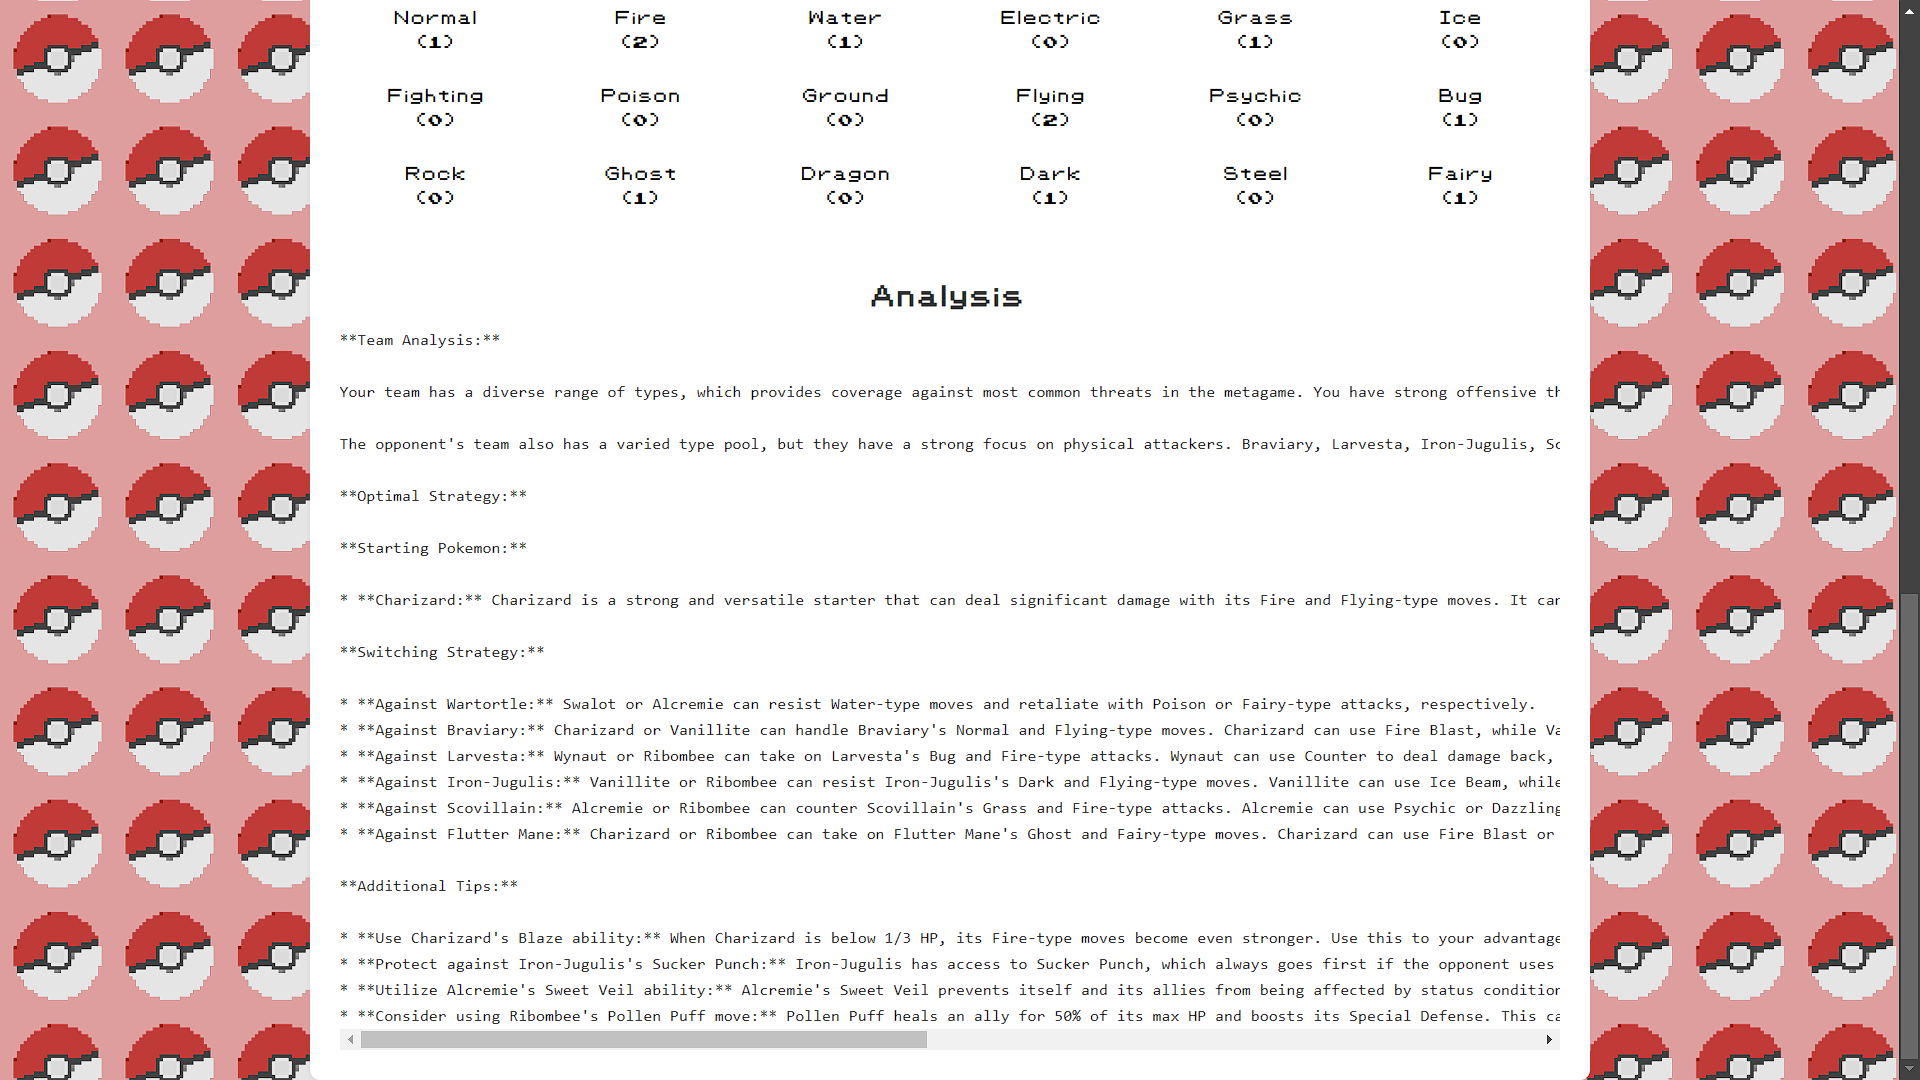 Normal Fire Water Electric Grass Ice
(1) (2) (1) (0) (1) (0)
Fighting Poison Ground Flying Psychic Bug
(0) (0) (0) (2) (0) (1)
Rock Ghost Dragon Dark Steel Fairy
(0) (1) (0) (1) (0) (1)
Analysis
**Team Analysis:**
Your team has a diverse range of types, which provides coverage against most common threats in the metagame. You have strong offensive th
The opponent's team also has a varied type pool, but they have a strong focus on physical attackers. Braviary, Larvesta, Iron-Jugulis, Sc
**Optimal Strategy:**
**Starting Pokemon:**
* **Charizard:** Charizard is a strong and versatile starter that can deal significant damage with its Fire and Flying-type moves. It can
**Switching Strategy:**
* **Against Wartortle:** Swalot or Alcremie can resist Water-type moves and retaliate with Poison or Fairy-type attacks, respectively.
* **Against Braviary:** Charizard or Vanillite can handle Braviary's Normal and Flying-type moves. Charizard can use Fire Blast, while Va
* **Against Larvesta:** Wynaut or Ribombee can take on Larvesta's Bug and Fire-type attacks. Wynaut can use Counter to deal damage back,
* **Against Iron-Jugulis:** Vanillite or Ribombee can resist Iron-Jugulis's Dark and Flying-type moves. Vanillite can use Ice Beam, while
* **Against Scovillain:** Alcremie or Ribombee can counter Scovillain's Grass and Fire-type attacks. Alcremie can use Psychic or Dazzling
* **Against Flutter Mane:** Charizard or Ribombee can take on Flutter Mane's Ghost and Fairy-type moves. Charizard can use Fire Blast or
**Additional Tips:**
* **Use Charizard's Blaze ability:** When Charizard is below 1/3 HP, its Fire-type moves become even stronger. Use this to your advantage
* **Protect against Iron-Jugulis's Sucker Punch:** Iron-Jugulis has access to Sucker Punch, which always goes first if the opponent uses
* **Utilize Alcremie's Sweet Veil ability:** Alcremie's Sweet Veil prevents itself and its allies from being affected by status condition
* **Consider using Ribombee's Pollen Puff move:** Pollen Puff heals an ally for 50% of its max HP and boosts its Special Defense. This ca